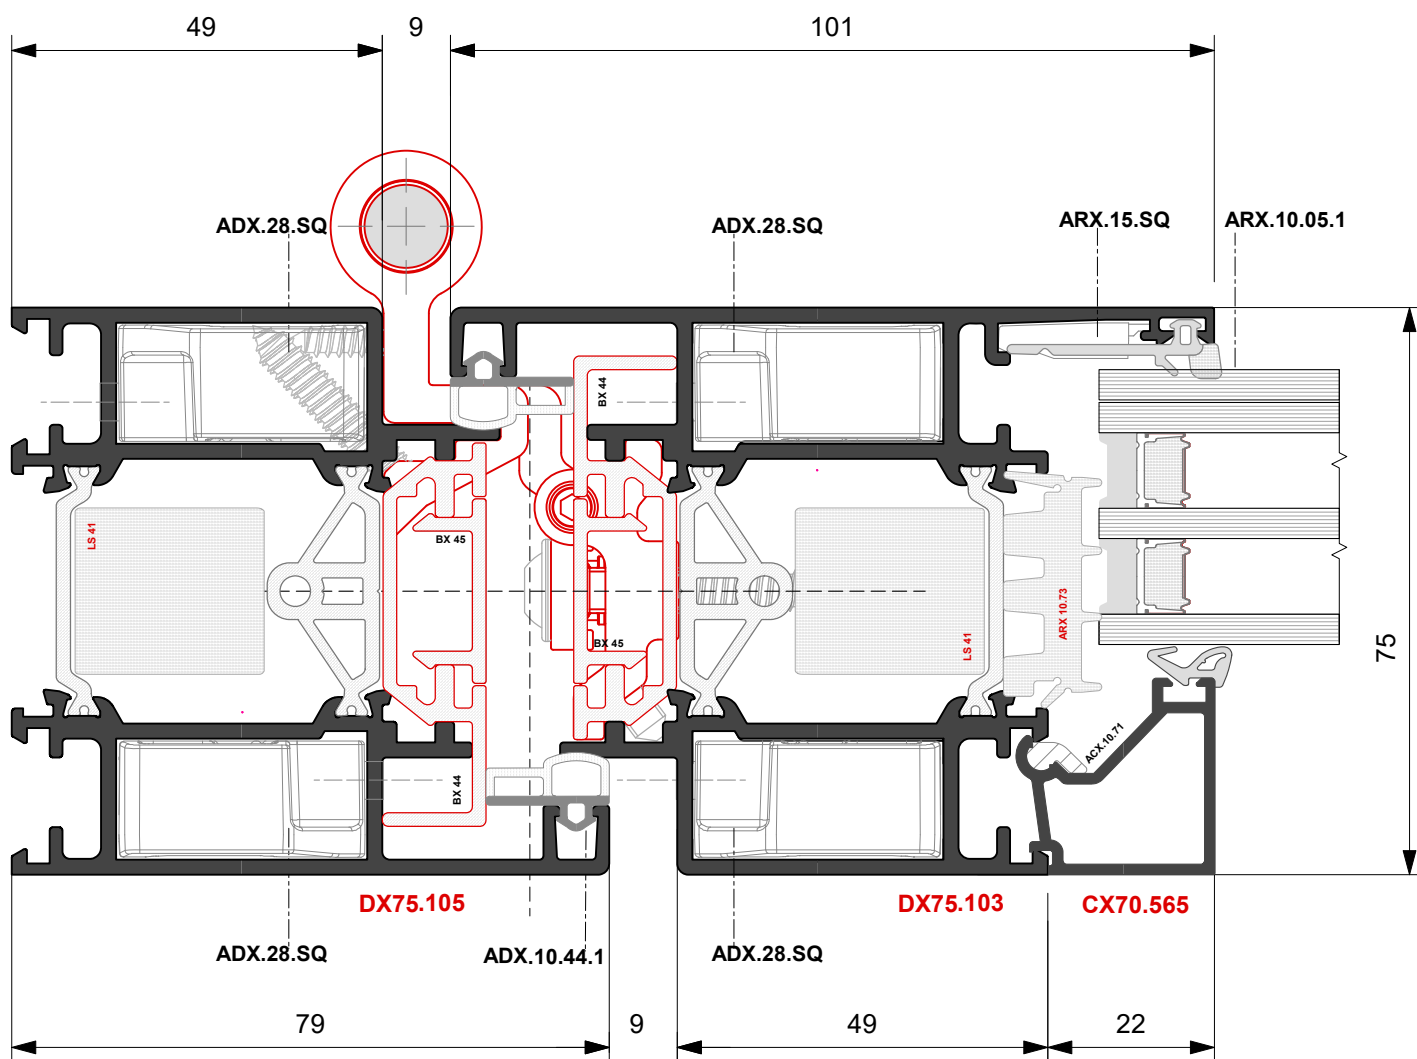 49
9
101
ADX.28.SQ
ADX.28.SQ
ARX.15.SQ
ARX.10.05.1
BX 44
LS 41
BX 45
BX 45
LS 41
ARX 10.73
75
ACX.10.71
BX 44
DX75.105
DX75.103
CX70.565
ADX.28.SQ
ADX.10.44.1
ADX.28.SQ
79
9
49
22